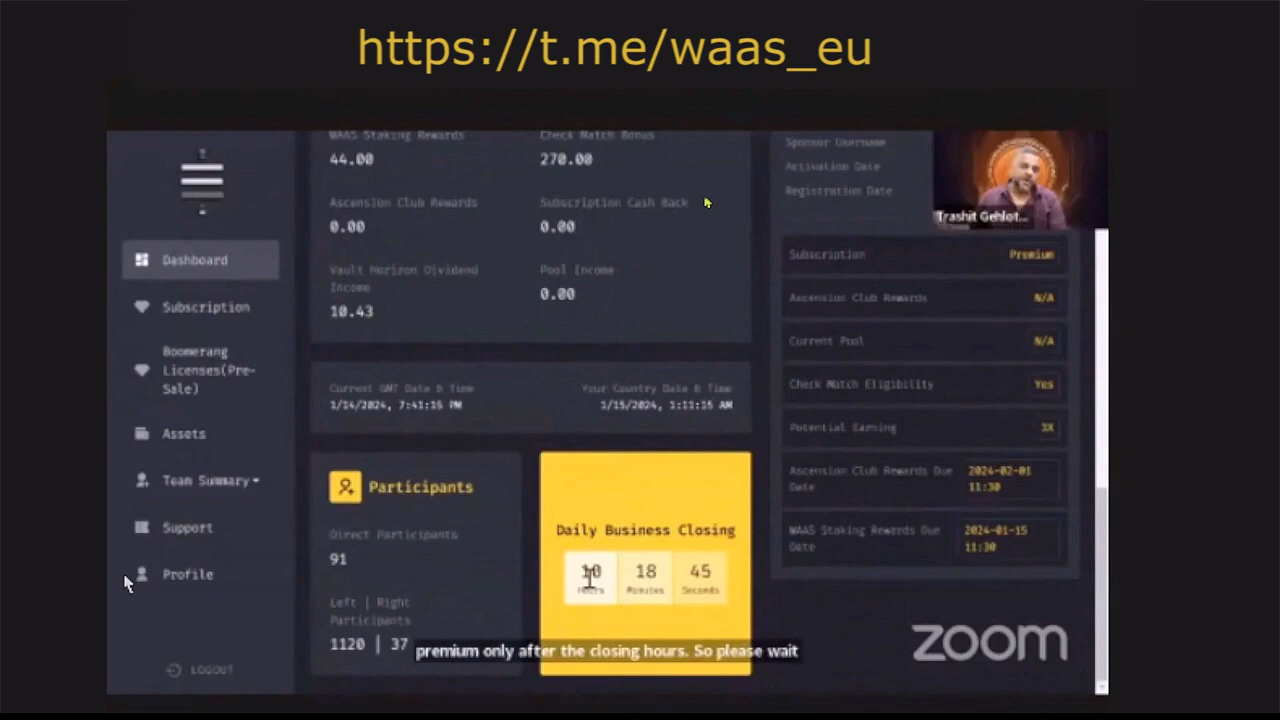 https://t.me/waas_eu
WAAS Staking Rewards
44.00
Check Match Bonus
270.00
Ascension Club Rewards
0.00
Subscription Cash Back
0.00
Vault Horizon Dividend
Income
10.43
Pool Income
0.00
Current GMT Date & Time
1/14/2024, 7:41:15 PM
Your Country Date & Time
1/15/2024, 1:11:15 AM
Dashboard
Subscription
Boomerang
Licenses(Pre-
Sale)
Assets
Team Summary
Support
Profile
LOGOUT
Participants
Direct Participants
91
Left | Right
Participants
1120 | 37
Daily Business Closing
10 18 45
Hours Minutes Seconds
Sponsor Username
Activation Date
Registration Date
Trashit Gehlot...
Subscription Premium
Ascension Club Rewards N/A
Current Pool N/A
Check Match Eligibility Yes
Potential Earning 3X
Ascension Club Rewards Due
Date
2024-02-01
11:30
WAAS Staking Rewards Due
Date
2024-01-15
11:30
premium only after the closing hours. So please wait
zoom